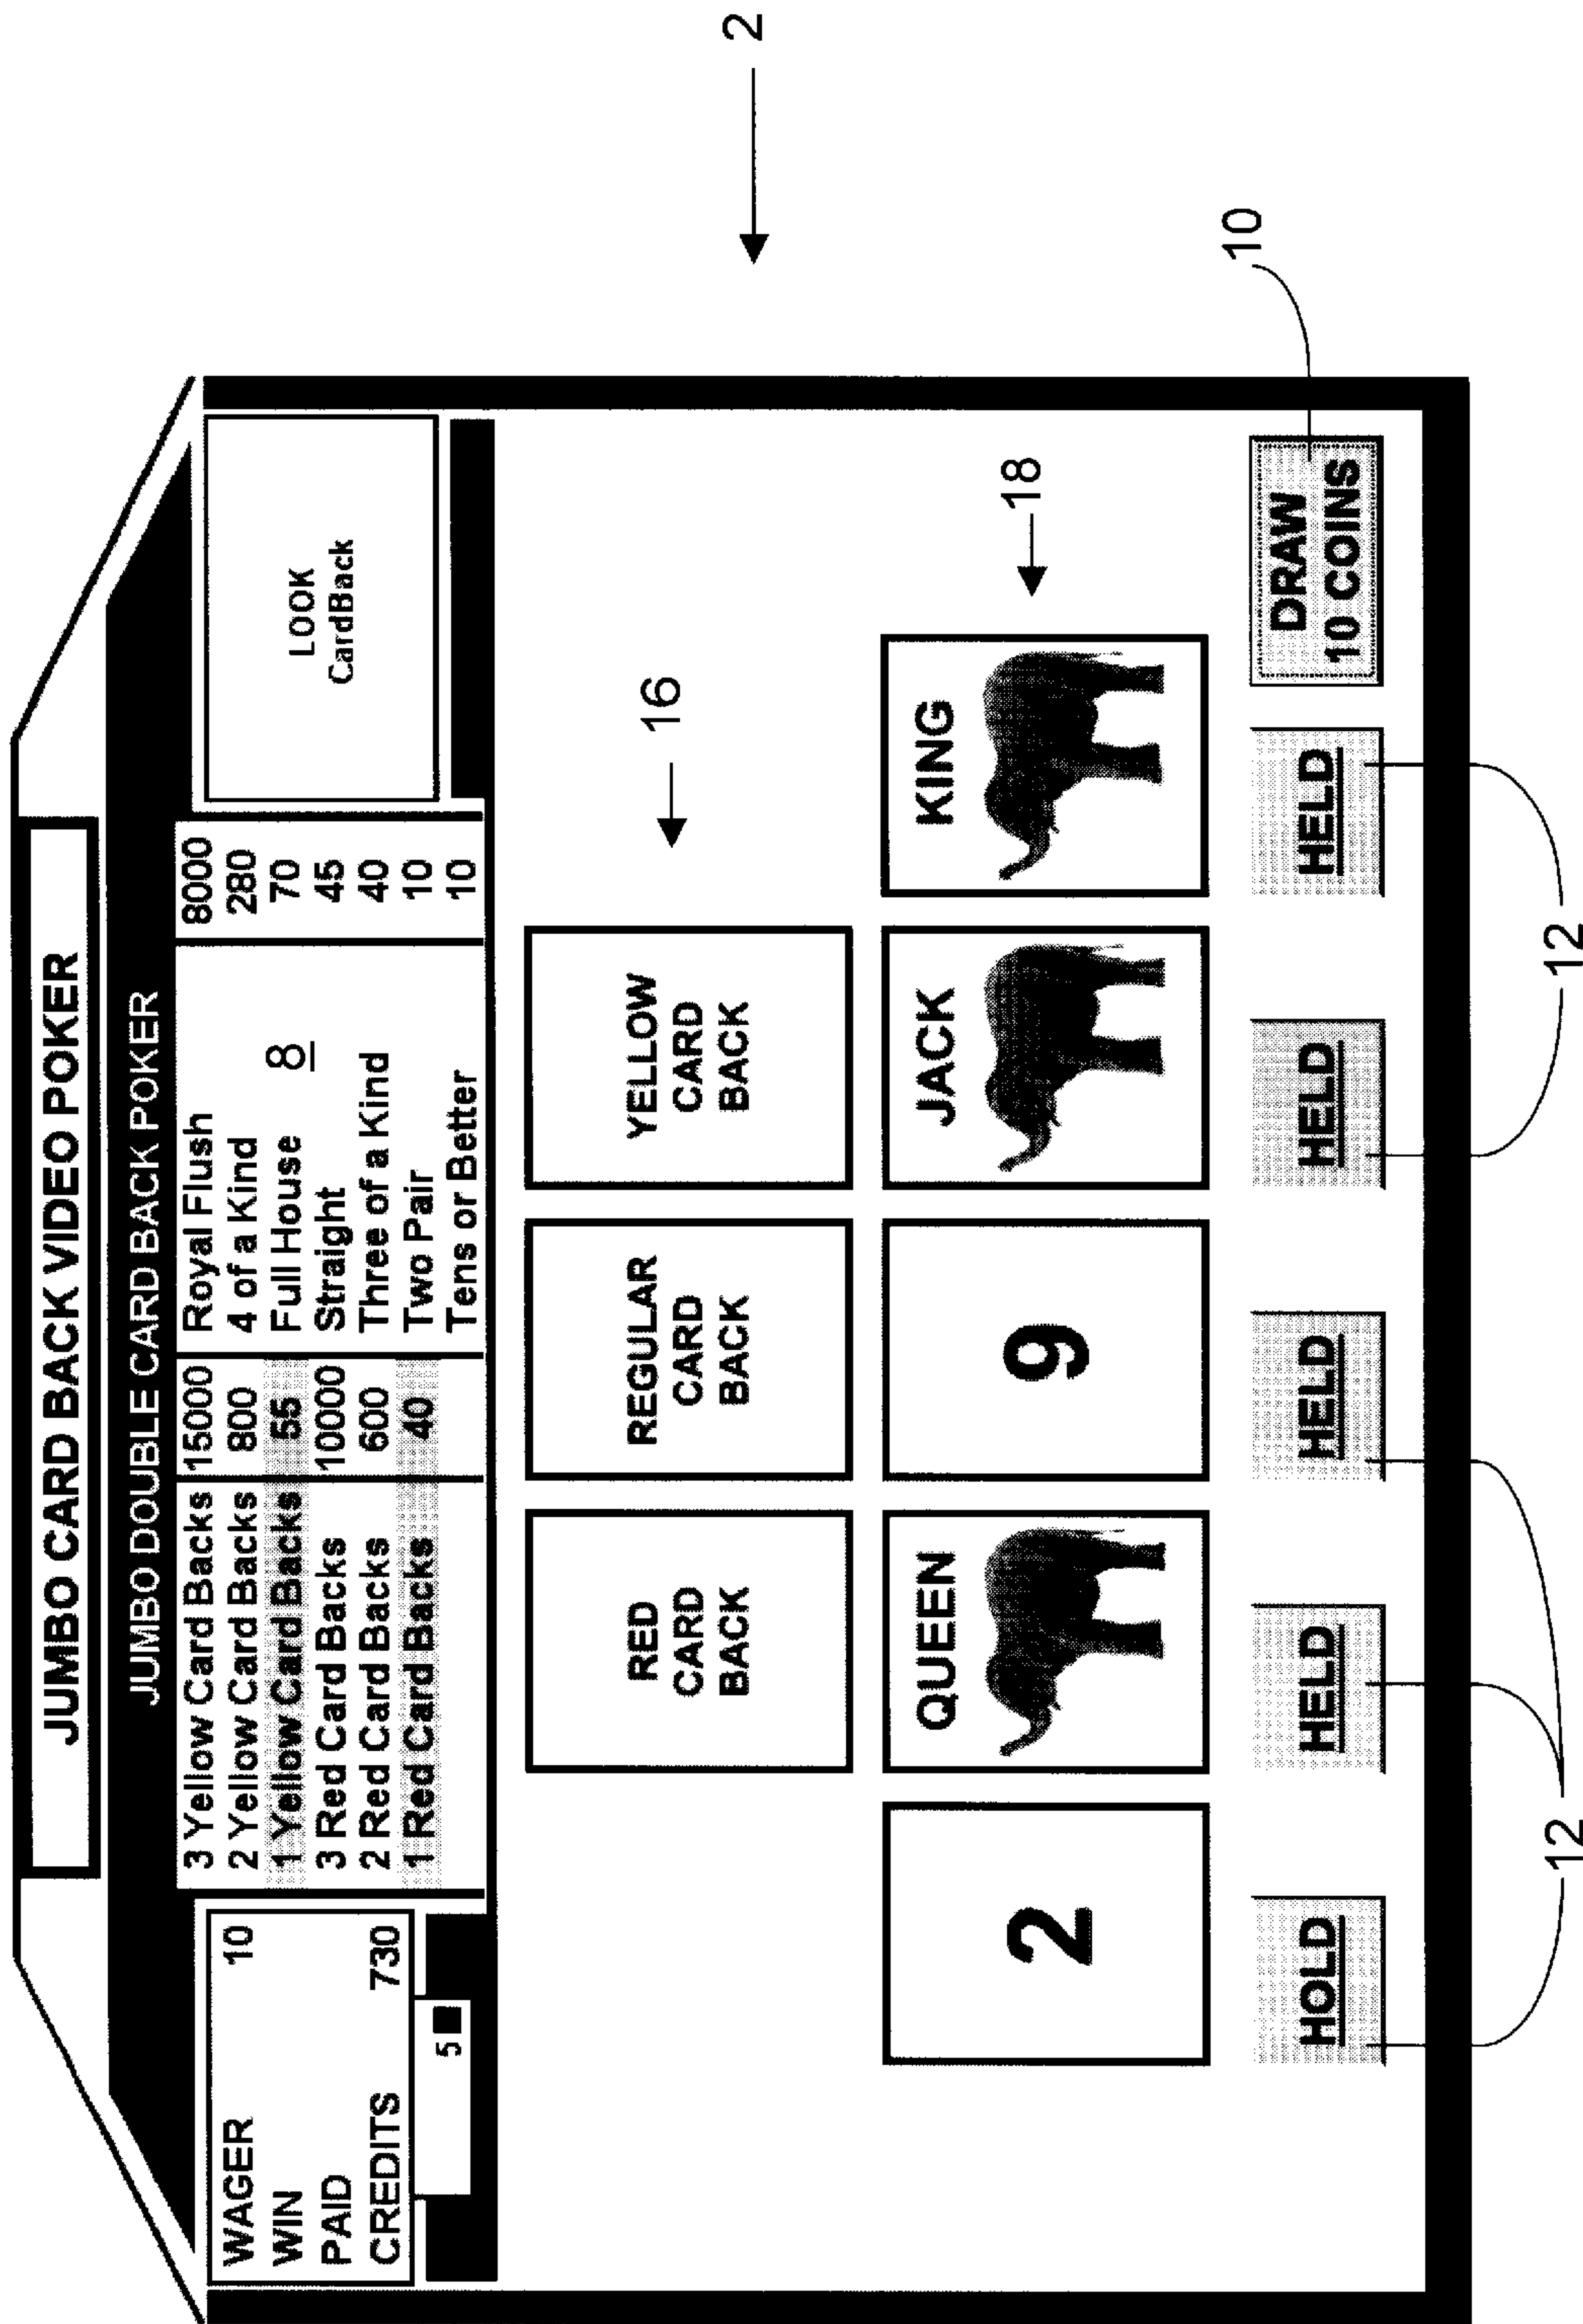 JUMBO CARD BACK VIDEO POKER
JUMBO DOUBLE CARD BACK POKER
WAGER 10
WIN
PAID
CREDITS 730
5
3 Yellow Card Backs 15000
2 Yellow Card Backs 800
1 Yellow Card Backs 55
3 Red Card Backs 10000
2 Red Card Backs 600
1 Red Card Backs 40
Royal Flush 8000
4 of a Kind 280
Full House 70
Straight 45
Three of a Kind 40
Two Pair 10
Tens or Better 10
8
LOOK
CardBack
2
RED
CARD
BACK
REGULAR
CARD
BACK
YELLOW
CARD
BACK
16
2
QUEEN
9
JACK
KING
18
HOLD
HELD
HELD
HELD
HELD
DRAW
10 COINS
10
12
12